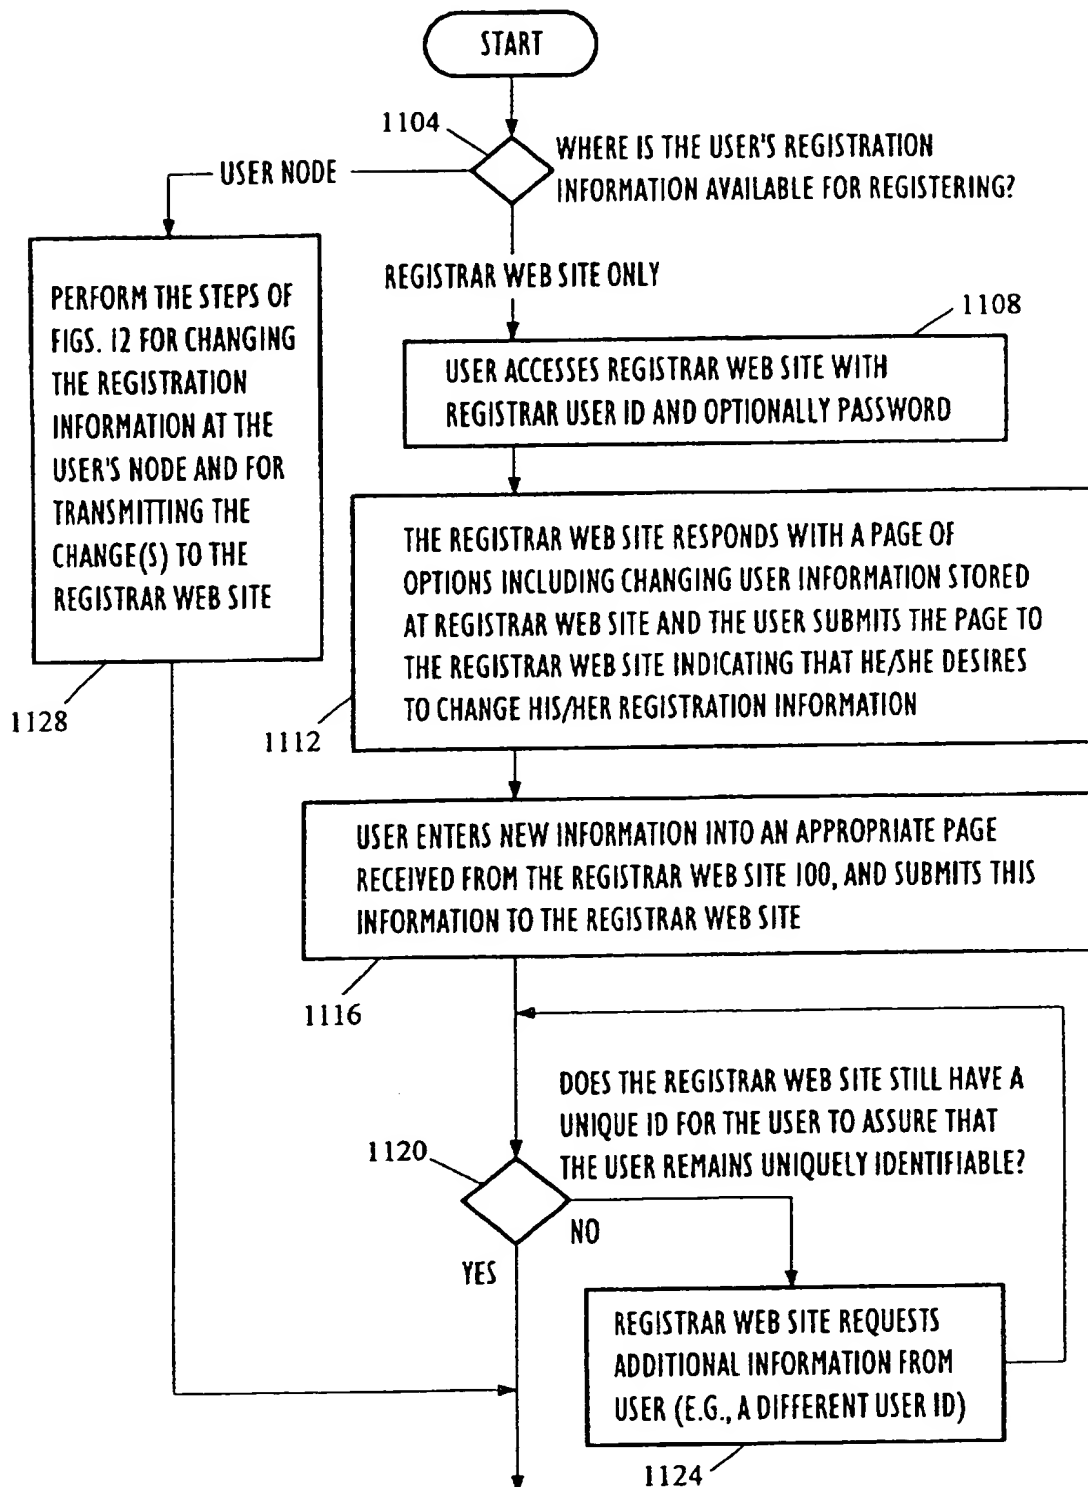 START
1104
WHERE IS THE USER'S REGISTRATION
INFORMATION AVAILABLE FOR REGISTERING?
USER NODE
REGISTRAR WEB SITE ONLY
PERFORM THE STEPS OF
FIGS. 12 FOR CHANGING
THE REGISTRATION
INFORMATION AT THE
USER'S NODE AND FOR
TRANSMITTING THE
CHANGE(S) TO THE
REGISTRAR WEB SITE
1128
1108
USER ACCESSES REGISTRAR WEB SITE WITH
REGISTRAR USER ID AND OPTIONALLY PASSWORD
THE REGISTRAR WEB SITE RESPONDS WITH A PAGE OF
OPTIONS INCLUDING CHANGING USER INFORMATION STORED
AT REGISTRAR WEB SITE AND THE USER SUBMITS THE PAGE TO
THE REGISTRAR WEB SITE INDICATING THAT HE/SHE DESIRES
TO CHANGE HIS/HER REGISTRATION INFORMATION
1112
USER ENTERS NEW INFORMATION INTO AN APPROPRIATE PAGE
RECEIVED FROM THE REGISTRAR WEB SITE 100, AND SUBMITS THIS
INFORMATION TO THE REGISTRAR WEB SITE
1116
DOES THE REGISTRAR WEB SITE STILL HAVE A
UNIQUE ID FOR THE USER TO ASSURE THAT
THE USER REMAINS UNIQUELY IDENTIFIABLE?
1120
NO
YES
REGISTRAR WEB SITE REQUESTS
ADDITIONAL INFORMATION FROM
USER (E.G., A DIFFERENT USER ID)
1124